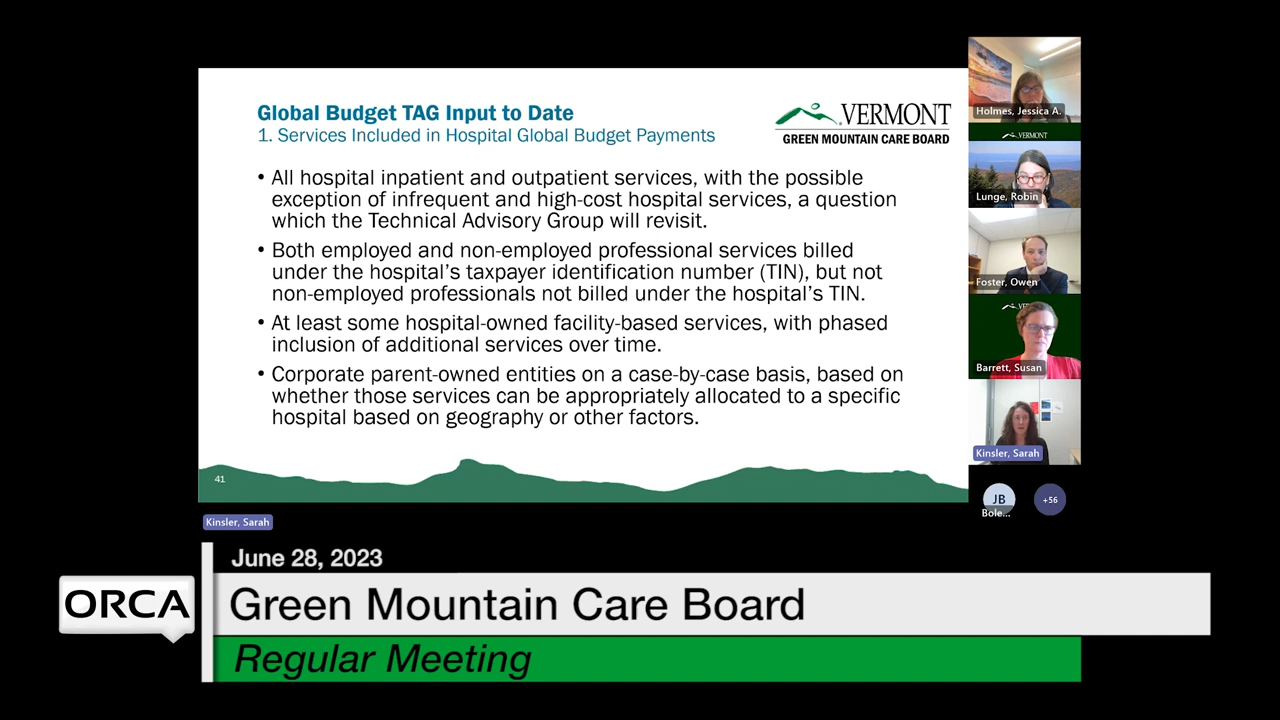 Global Budget TAG Input to Date
1. Services Included in Hospital Global Budget Payments
VERMONT
GREEN MOUNTAIN CARE BOARD
• All hospital inpatient and outpatient services, with the possible
exception of infrequent and high-cost hospital services, a question
which the Technical Advisory Group will revisit.
• Both employed and non-employed professional services billed
under the hospital's taxpayer identification number (TIN), but not
non-employed professionals not billed under the hospital's TIN.
• At least some hospital-owned facility-based services, with phased
inclusion of additional services over time.
• Corporate parent-owned entities on a case-by-case basis, based on
whether those services can be appropriately allocated to a specific
hospital based on geography or other factors.
41
Holmes, Jessica A.
VERMONT
Lunge, Robin
Foster, Owen
Barrett, Susan
Kinsler, Sarah
JB
Bole...
+56
Kinsler, Sarah
June 28, 2023
ORCA
Green Mountain Care Board
Regular Meeting